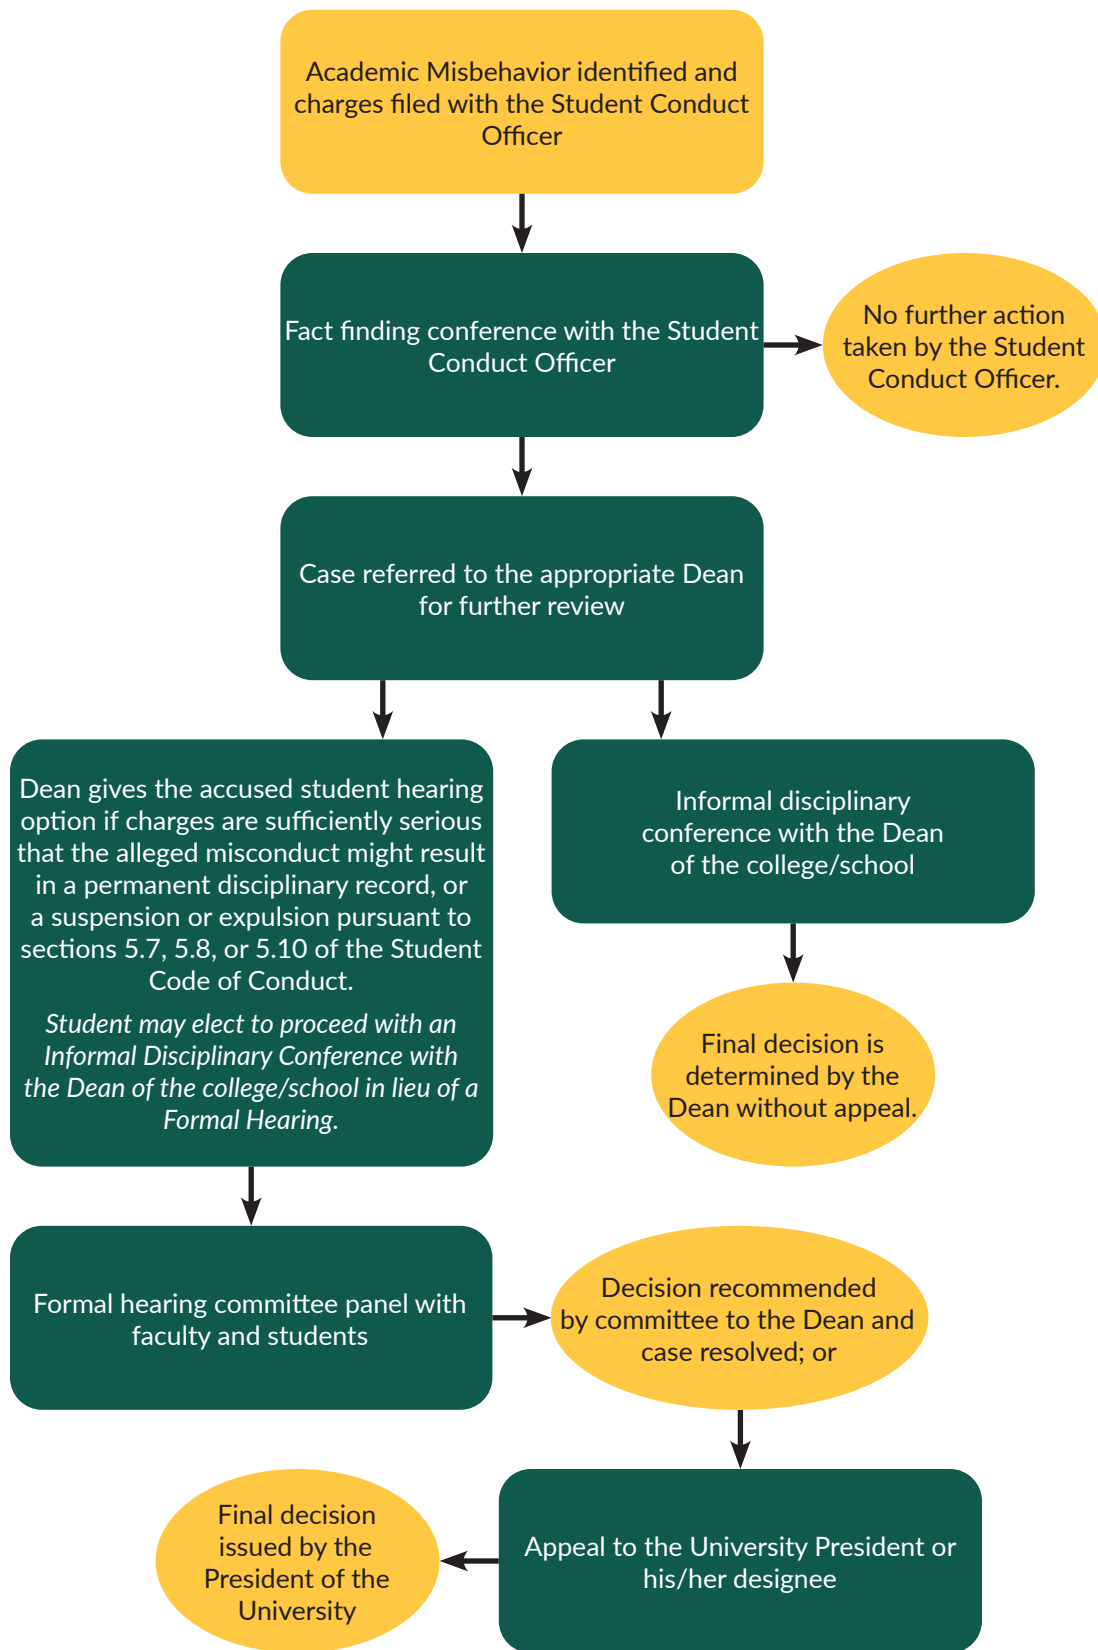 Academic Misbehavior identified and
charges filed with the Student Conduct
Officer
Fact finding conference with the Student
Conduct Officer
No further action
taken by the Student
Conduct Officer.
Case referred to the appropriate Dean
for further review
Dean gives the accused student hearing
option if charges are sufficiently serious
that the alleged misconduct might result
in a permanent disciplinary record, or
a suspension or expulsion pursuant to
sections 5.7, 5.8, or 5.10 of the Student
Code of Conduct.
Student may elect to proceed with an
Informal Disciplinary Conference with
the Dean of the college/school in lieu of a
Formal Hearing.
Informal disciplinary
conference with the Dean
of the college/school
Final decision is
determined by the
Dean without appeal.
Formal hearing committee panel with
faculty and students
Decision recommended
by committee to the Dean and
case resolved; or
Appeal to the University President or
his/her designee
Final decision
issued by the
President of the
University